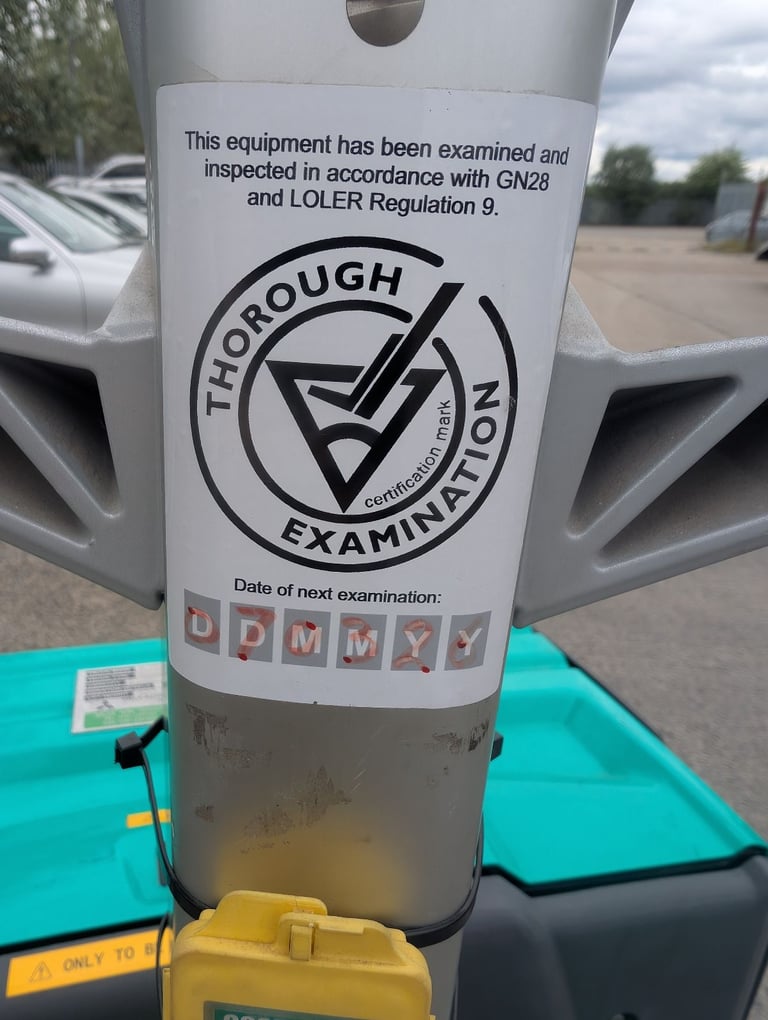 This equipment has been examined and
inspected in accordance with GN28
and LOLER Regulation 9.
THOROUGH
EXAMINATION
certification mark
Date of next examination:
D D M M Y Y
ONLY TO B